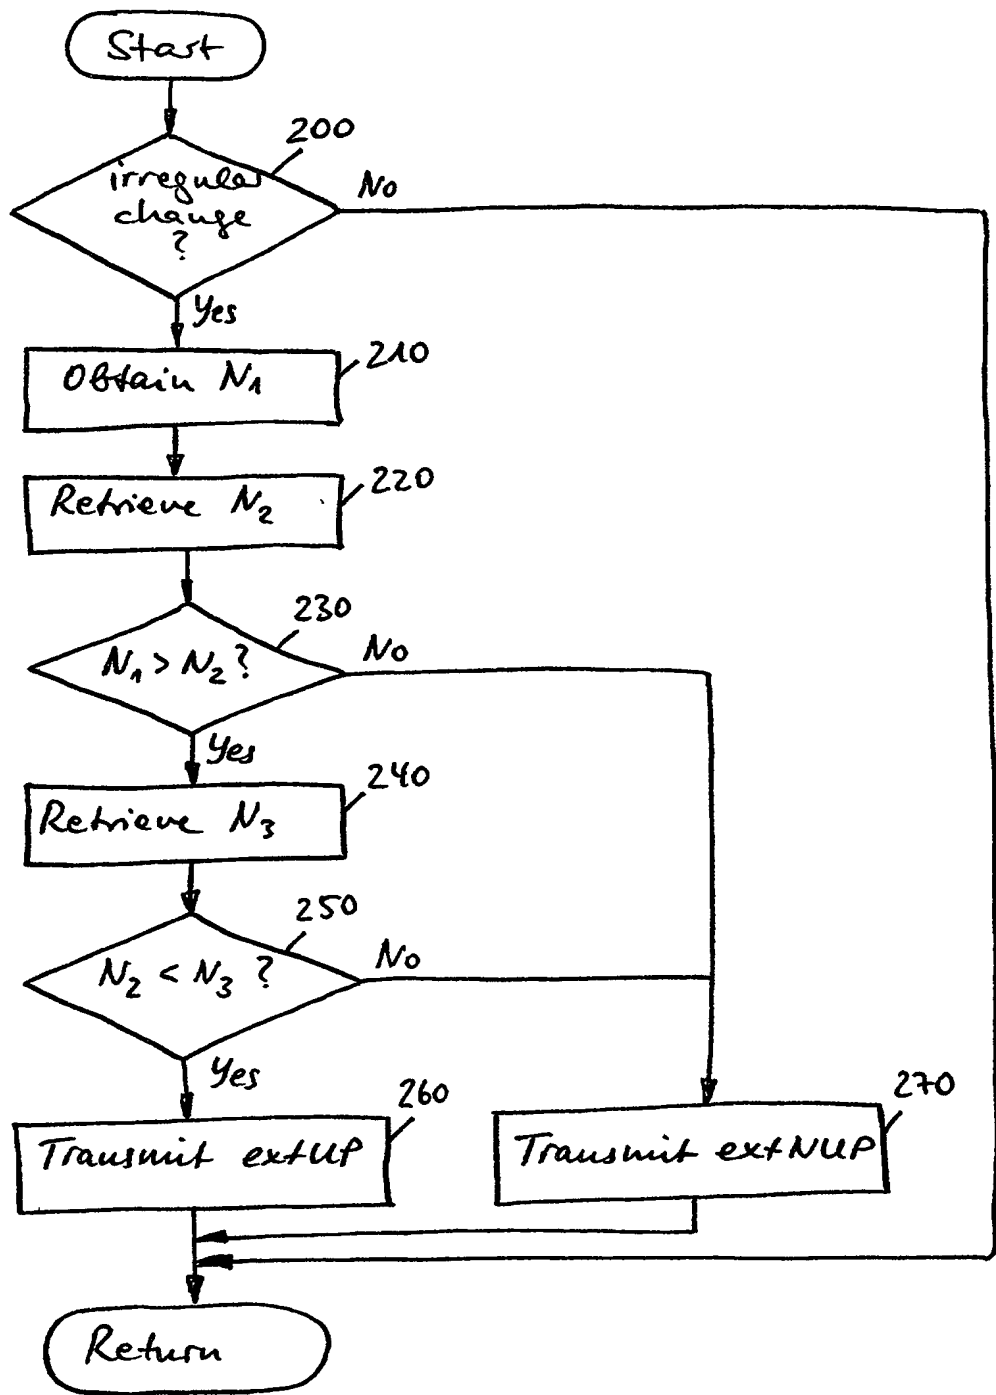 Start
200
irregular
change
?
No
Yes
210
Obtain N₁
220
Retrieve N₂
230
N₁ > N₂ ?
No
Yes
240
Retrieve N₃
250
N₂ < N₃ ?
No
Yes
260
Transmit extUP
270
Transmit extNUP
Return